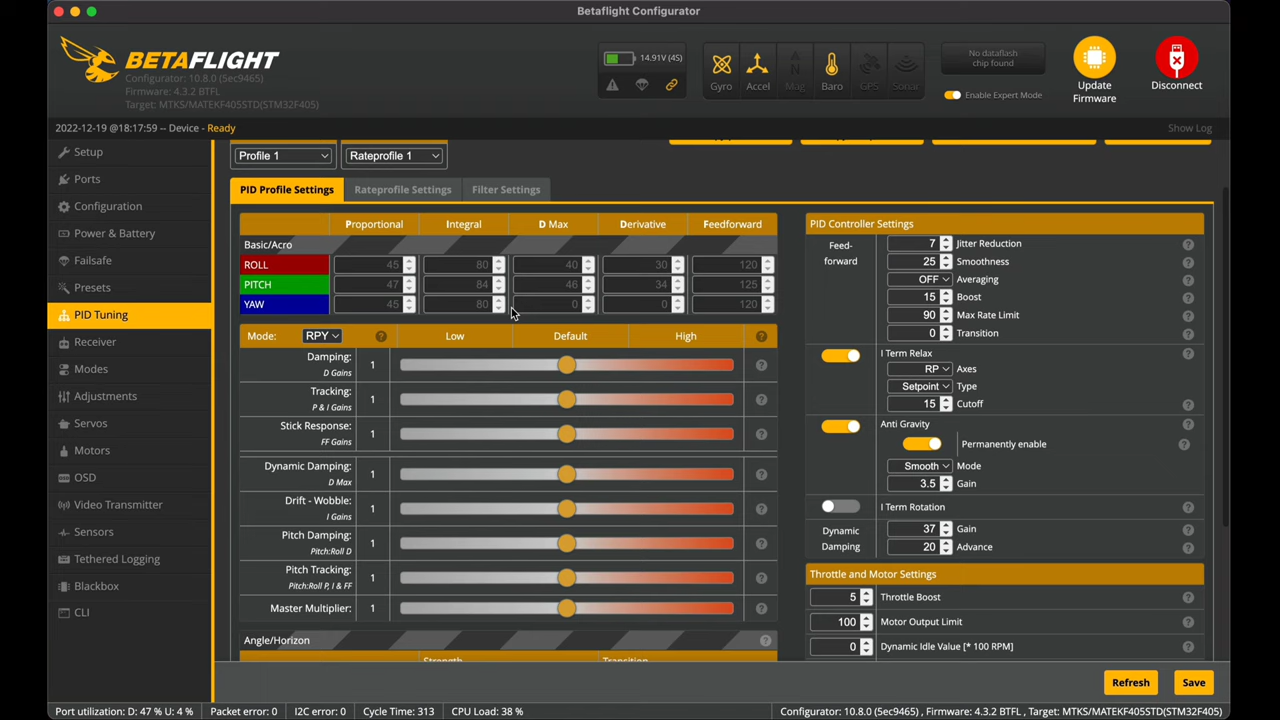 Betaflight Configurator
BETAFLIGHT
Configurator: 10.8.0 (5ec9465)
Firmware: 4.3.2 BTFL
Target: MTKS/MATEKF405STD(STM32F405)
14.91V (4S)
Gyro
Accel
Mag
Baro
GPS
Sonar
No dataflash
chip found
Enable Expert Mode
Update
Firmware
Disconnect
2022-12-19 @18:17:59 -- Device - Ready
Show Log
Setup
Ports
Configuration
Power & Battery
Failsafe
Presets
PID Tuning
Receiver
Modes
Adjustments
Servos
Motors
OSD
Video Transmitter
Sensors
Tethered Logging
Blackbox
CLI
Profile 1
Rateprofile 1
PID Profile Settings
Rateprofile Settings
Filter Settings
Proportional Integral D Max Derivative Feedforward
Basic/Acro
ROLL 45 80 40 30 120
PITCH 47 84 46 34 125
YAW 45 80 0 0 120
Mode: RPY ? Low Default High ?
Damping: 1 ?
D Gains
Tracking: 1 ?
P & I Gains
Stick Response: 1 ?
FF Gains
Dynamic Damping: 1 ?
D Max
Drift - Wobble: 1 ?
I Gains
Pitch Damping: 1 ?
Pitch:Roll D
Pitch Tracking: 1 ?
Pitch:Roll P, I & FF
Master Multiplier: 1 ?
Angle/Horizon ?
Strength Transition
PID Controller Settings
Feed-
forward
7 Jitter Reduction ?
25 Smoothness ?
OFF Averaging ?
15 Boost ?
90 Max Rate Limit ?
0 Transition ?
I Term Relax ?
RP Axes
Setpoint Type
15 Cutoff ?
Anti Gravity ?
Permanently enable ?
Smooth Mode
3.5 Gain ?
I Term Rotation ?
Dynamic
Damping
37 Gain ?
20 Advance ?
Throttle and Motor Settings
5 Throttle Boost ?
100 Motor Output Limit ?
0 Dynamic Idle Value [* 100 RPM] ?
Refresh
Save
Port utilization: D: 47 % U: 4 %
Packet error: 0
I2C error: 0
Cycle Time: 313
CPU Load: 38 %
Configurator: 10.8.0 (5ec9465) , Firmware: 4.3.2 BTFL , Target: MTKS/MATEKF405STD(STM32F405)